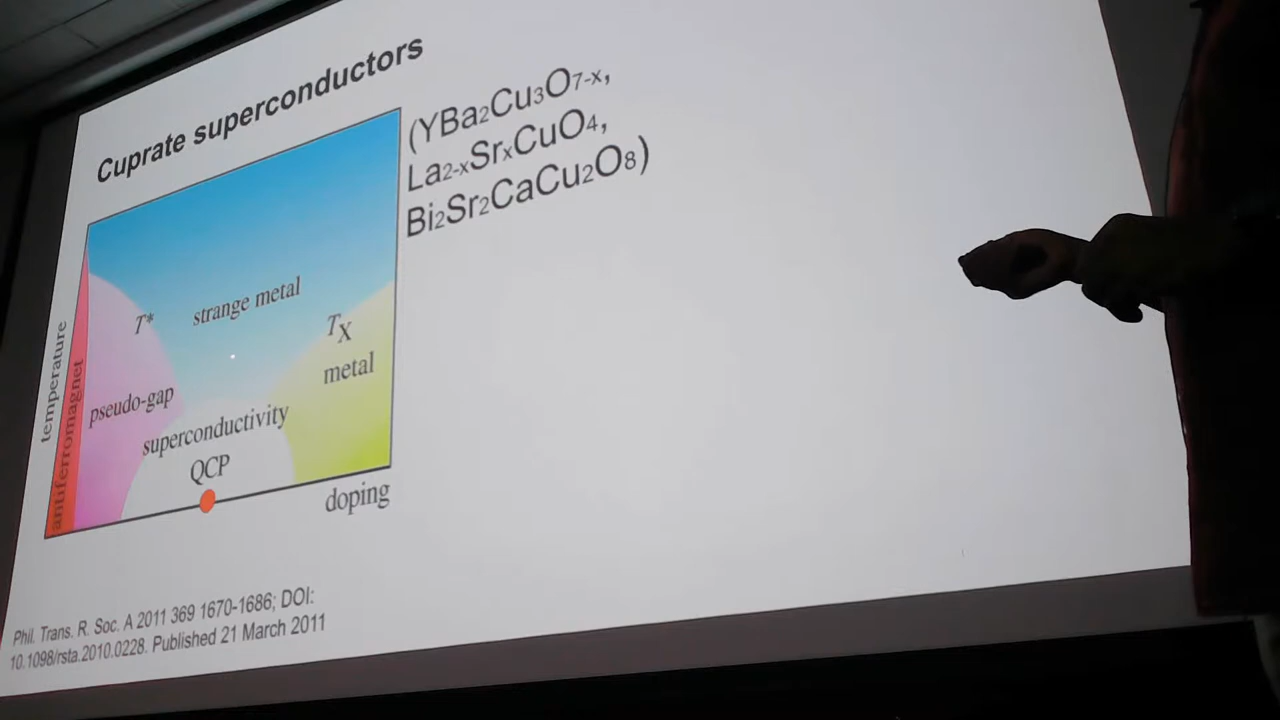 Cuprate superconductors
(YBa2Cu3O7-x,
La2-xSrxCuO4,
Bi2Sr2CaCu2O8)
temperature
antiferromagnet
T*
strange metal
TX
metal
pseudo-gap
superconductivity
QCP
doping
Phil. Trans. R. Soc. A 2011 369 1670-1686; DOI:
10.1098/rsta.2010.0228. Published 21 March 2011